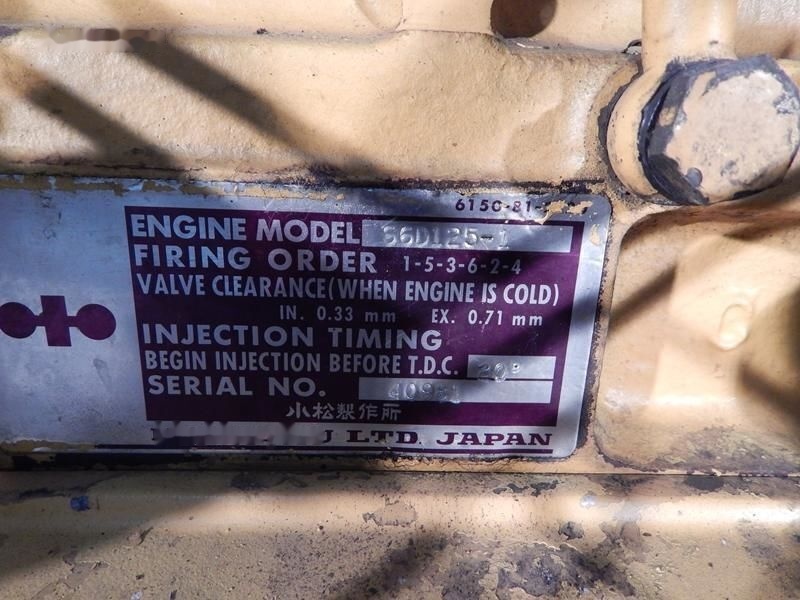 ENGINE MODEL S6D125-1
FIRING ORDER 1-5-3-6-2-4
VALVE CLEARANCE(WHEN ENGINE IS COLD)
IN. 0.33 mm EX. 0.71 mm
INJECTION TIMING
BEGIN INJECTION BEFORE T.D.C.
SERIAL NO.
小松製作所
LTD. JAPAN